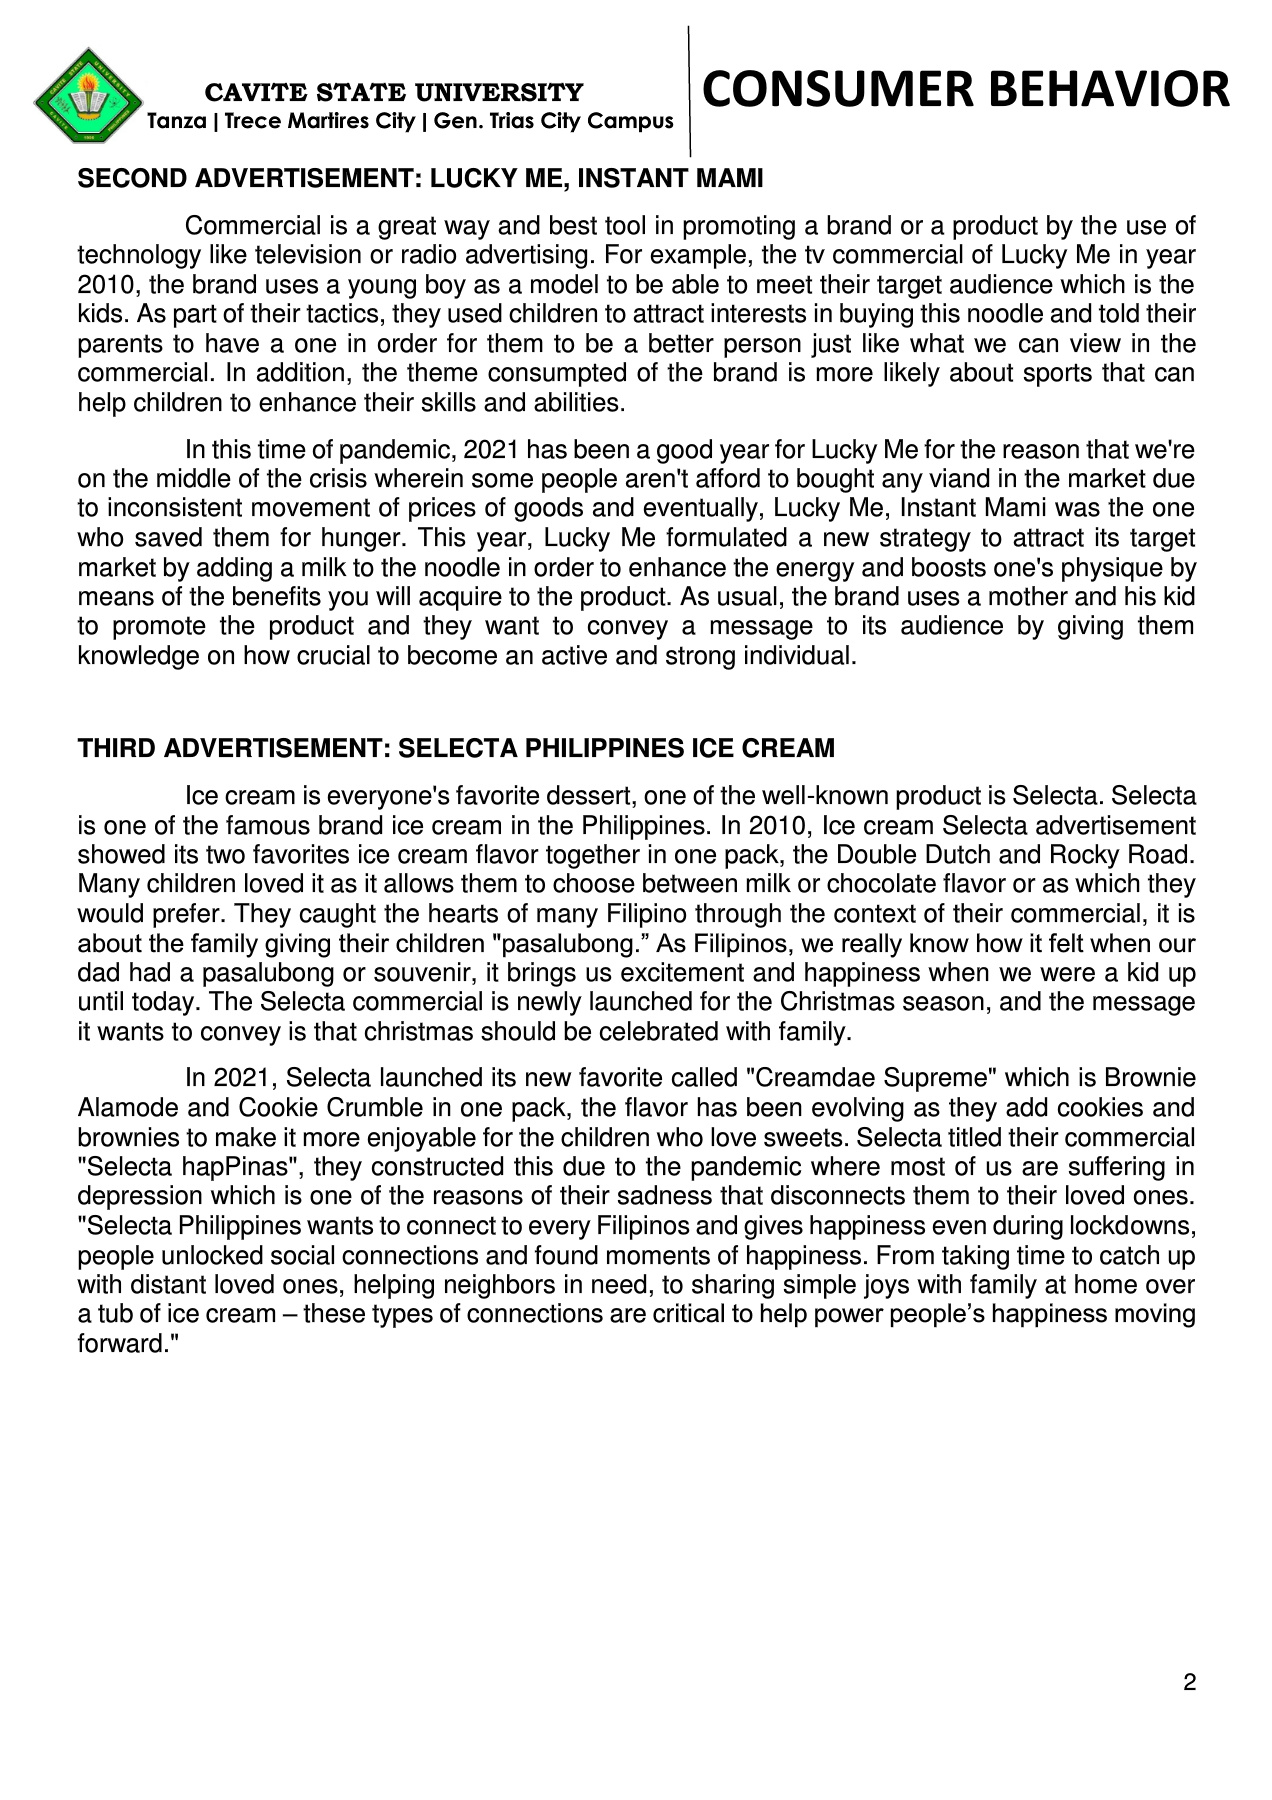 CAVITE STATE UNIVERSITY
Tanza | Trece Martires City | Gen. Trias City Campus
CONSUMER BEHAVIOR
SECOND ADVERTISEMENT: LUCKY ME, INSTANT MAMI
Commercial is a great way and best tool in promoting a brand or a product by the use of
technology like television or radio advertising. For example, the tv commercial of Lucky Me in year
2010, the brand uses a young boy as a model to be able to meet their target audience which is the
kids. As part of their tactics, they used children to attract interests in buying this noodle and told their
parents to have a one in order for them to be a better person just like what we can view in the
commercial. In addition, the theme consumpted of the brand is more likely about sports that can
help children to enhance their skills and abilities.
In this time of pandemic, 2021 has been a good year for Lucky Me for the reason that we're
on the middle of the crisis wherein some people aren't afford to bought any viand in the market due
to inconsistent movement of prices of goods and eventually, Lucky Me, Instant Mami was the one
who saved them for hunger. This year, Lucky Me formulated a new strategy to attract its target
market by adding a milk to the noodle in order to enhance the energy and boosts one's physique by
means of the benefits you will acquire to the product. As usual, the brand uses a mother and his kid
to promote the product and they want to convey a message to its audience by giving them
knowledge on how crucial to become an active and strong individual.
THIRD ADVERTISEMENT: SELECTA PHILIPPINES ICE CREAM
Ice cream is everyone's favorite dessert, one of the well-known product is Selecta. Selecta
is one of the famous brand ice cream in the Philippines. In 2010, Ice cream Selecta advertisement
showed its two favorites ice cream flavor together in one pack, the Double Dutch and Rocky Road.
Many children loved it as it allows them to choose between milk or chocolate flavor or as which they
would prefer. They caught the hearts of many Filipino through the context of their commercial, it is
about the family giving their children "pasalubong.” As Filipinos, we really know how it felt when our
dad had a pasalubong or souvenir, it brings us excitement and happiness when we were a kid up
until today. The Selecta commercial is newly launched for the Christmas season, and the message
it wants to convey is that christmas should be celebrated with family.
In 2021, Selecta launched its new favorite called "Creamdae Supreme" which is Brownie
Alamode and Cookie Crumble in one pack, the flavor has been evolving as they add cookies and
brownies to make it more enjoyable for the children who love sweets. Selecta titled their commercial
"Selecta hapPinas", they constructed this due to the pandemic where most of us are suffering in
depression which is one of the reasons of their sadness that disconnects them to their loved ones.
"Selecta Philippines wants to connect to every Filipinos and gives happiness even during lockdowns,
people unlocked social connections and found moments of happiness. From taking time to catch up
with distant loved ones, helping neighbors in need, to sharing simple joys with family at home over
a tub of ice cream – these types of connections are critical to help power people’s happiness moving
forward."
2